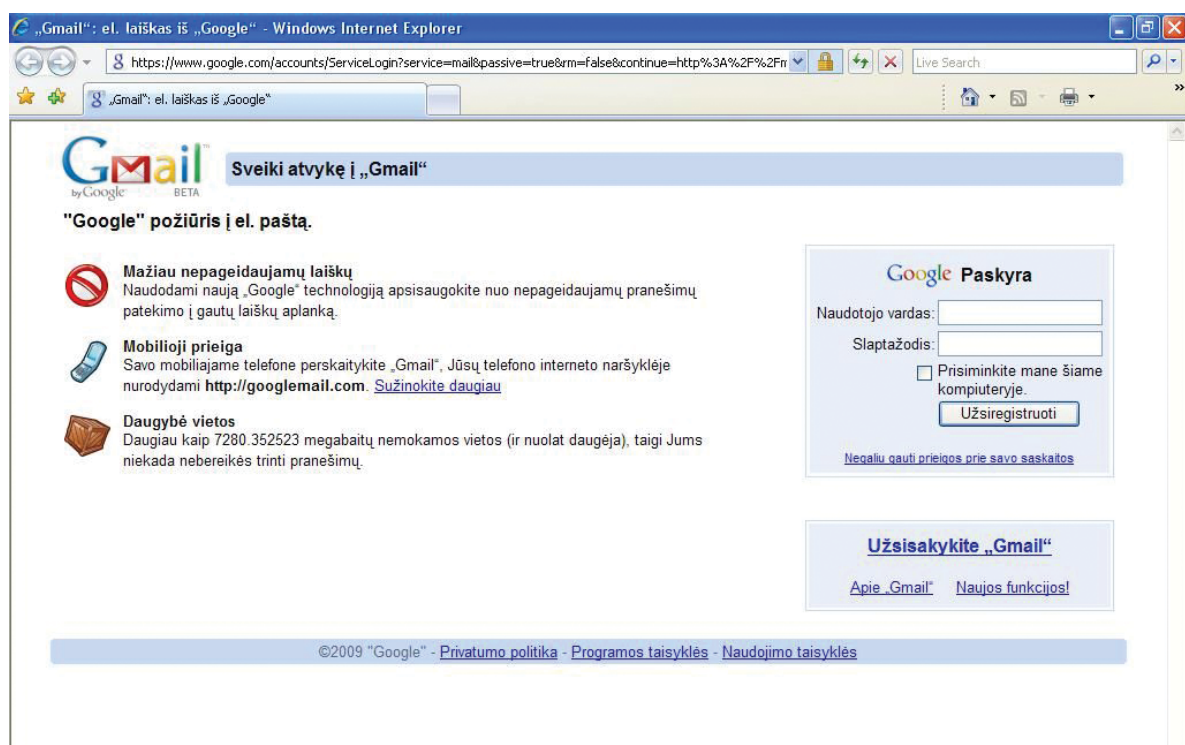 „Gmail“: el. laiškas iš „Google“ - Windows Internet Explorer
https://www.google.com/accounts/ServiceLogin?service=mail&passive=true&rm=false&continue=http%3A%2F%2Fm
Live Search
„Gmail“: el. laiškas iš „Google“
Gmail
by Google BETA
Sveiki atvykę į „Gmail“
"Google" požiūris į el. paštą.
Mažiau nepageidaujamų laiškų
Naudodami naują „Google“ technologiją apsisaugokite nuo nepageidaujamų pranešimų
patekimo į gautų laiškų aplanką.
Mobilioji prieiga
Savo mobiliajame telefone perskaitykite „Gmail“, Jūsų telefono interneto naršyklėje
nurodydami http://googlemail.com. Sužinokite daugiau
Daugybė vietos
Daugiau kaip 7280.352523 megabaitų nemokamos vietos (ir nuolat daugėja), taigi Jums
niekada nebereikės trinti pranešimų.
Google Paskyra
Naudotojo vardas:
Slaptažodis:
Prisiminkite mane šiame
kompiuteryje.
Užsiregistruoti
Negaliu gauti prieigos prie savo saskaitos
Užsisakykite „Gmail“
Apie „Gmail“ Naujos funkcijos!
©2009 "Google" - Privatumo politika - Programos taisyklės - Naudojimo taisyklės